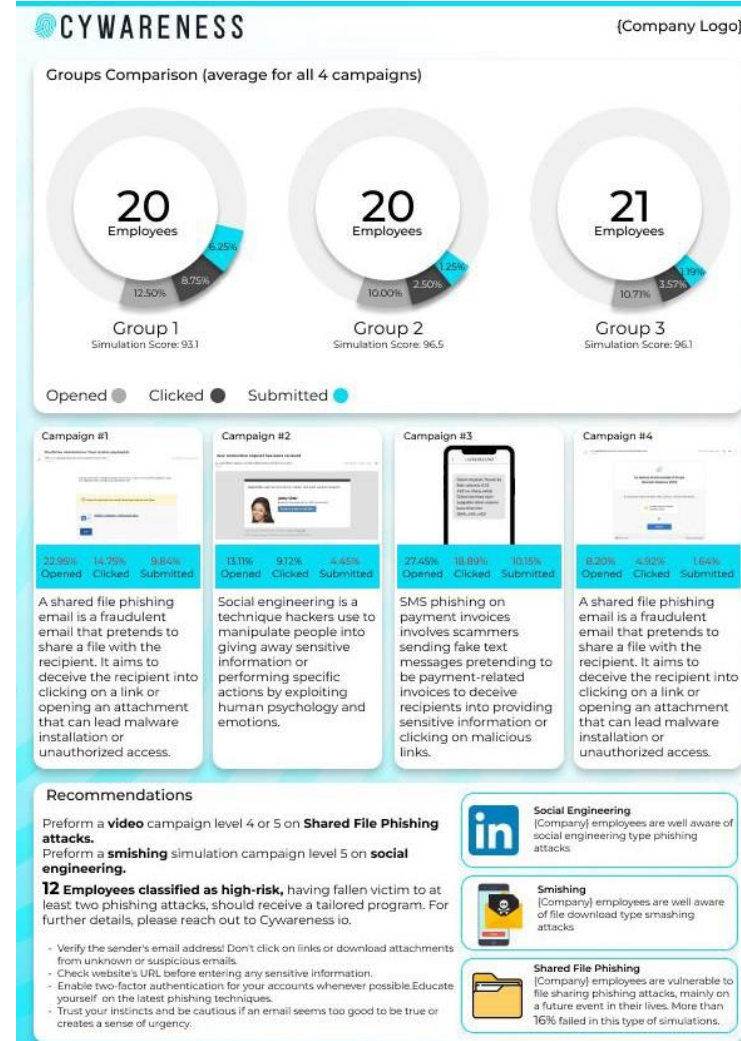 CYWARENESS
{Company Logo}
Groups Comparison (average for all 4 campaigns)
20
Employees
6.25%
8.75%
12.50%
Group 1
Simulation Score: 93.1
20
Employees
1.25%
2.50%
10.00%
Group 2
Simulation Score: 96.5
21
Employees
1.19%
3.57%
10.71%
Group 3
Simulation Score: 96.1
Opened
Clicked
Submitted
Campaign #1
22.95% 14.75% 9.84%
Opened Clicked Submitted
A shared file phishing
email is a fraudulent
email that pretends to
share a file with the
recipient. It aims to
deceive the recipient into
clicking on a link or
opening an attachment
that can lead malware
installation or
unauthorized access.
Campaign #2
13.11% 9.12% 4.45%
Opened Clicked Submitted
Social engineering is a
technique hackers use to
manipulate people into
giving away sensitive
information or
performing specific
actions by exploiting
human psychology and
emotions.
Campaign #3
27.45% 18.89% 10.15%
Opened Clicked Submitted
SMS phishing on
payment invoices
involves scammers
sending fake text
messages pretending to
be payment-related
invoices to deceive
recipients into providing
sensitive information or
clicking on malicious
links.
Campaign #4
8.20% 4.92% 1.64%
Opened Clicked Submitted
A shared file phishing
email is a fraudulent
email that pretends to
share a file with the
recipient. It aims to
deceive the recipient into
clicking on a link or
opening an attachment
that can lead malware
installation or
unauthorized access.
Recommendations
Preform a video campaign level 4 or 5 on Shared File Phishing
attacks.
Preform a smishing simulation campaign level 5 on social
engineering.
12 Employees classified as high-risk, having fallen victim to at
least two phishing attacks, should receive a tailored program. For
further details, please reach out to Cywareness io.
- Verify the sender's email address! Don't click on links or download attachments
from unknown or suspicious emails.
- Check website's URL before entering any sensitive information.
- Enable two-factor authentication for your accounts whenever possible.Educate
yourself on the latest phishing techniques.
- Trust your instincts and be cautious if an email seems too good to be true or
creates a sense of urgency.
in
Social Engineering
{Company} employees are well aware of
social engineering type phishing
attacks
Smishing
{Company} employees are well aware
of file download type smashing
attacks
Shared File Phishing
{Company} employees are vulnerable to
file sharing phishing attacks, mainly on
a future event in their lives. More than
16% failed in this type of simulations.